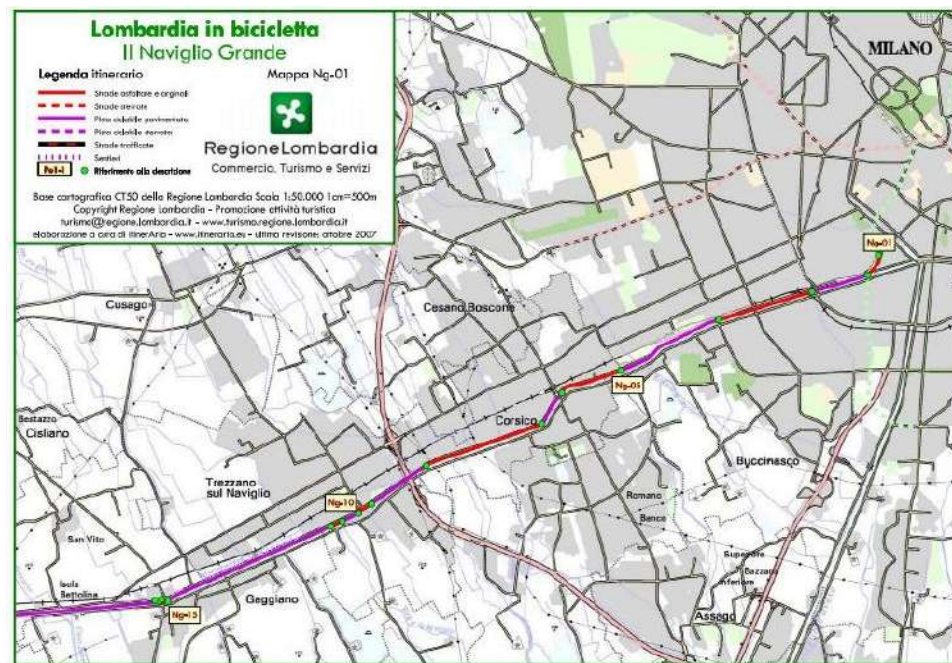 Lombardia in bicicletta
Il Naviglio Grande
Legenda itinerario
Mappa Ng-01
Strade asfaltate e arginali
Strade sterrate
Pista ciclabile pavimentata
Pista ciclabile sterrata
Strade trafficate
Sentieri
Riferimento alla descrizione
RegioneLombardia
Commercio, Turismo e Servizi
Base cartografica CT50 della Regione Lombardia Scala 1:50.000 1cm=500m
Copyright Regione Lombardia - Promozione attività turistica
turismo@regione.lombardia.it - www.turismo.regione.lombardia.it
elaborazione a cura di itinerAria - www.itineraria.eu - ultima revisione: ottobre 2007
MILANO
Ng-01
Cusago
Cesano Boscone
Ng-05
Bestazzo
Cisliano
Corsico
Buccinasco
Trezzano
sul Naviglio
Ng-10
Romano
Banco
San Vito
Superiore
Bazzana
Inferiore
Isola
Bettolina
Gaggiano
Ng-15
Assago